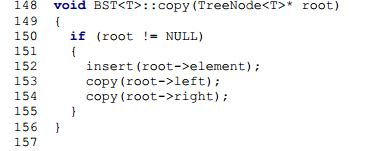 148 void BST<T>::copy(TreeNode<T>* root)
149 {
150   if (root != NULL)
151   {
152     insert(root->element);
153     copy(root->left);
154     copy(root->right);
155   }
156 }
157